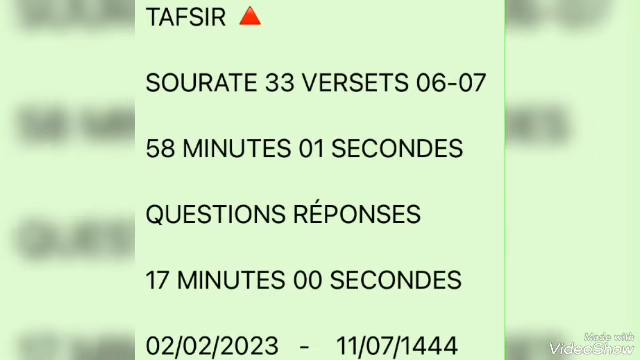 TAFSIR 🔺
SOURATE 33 VERSETS 06-07
58 MINUTES 01 SECONDES
QUESTIONS RÉPONSES
17 MINUTES 00 SECONDES
02/02/2023 - 11/07/1444
Made with
VideoShow